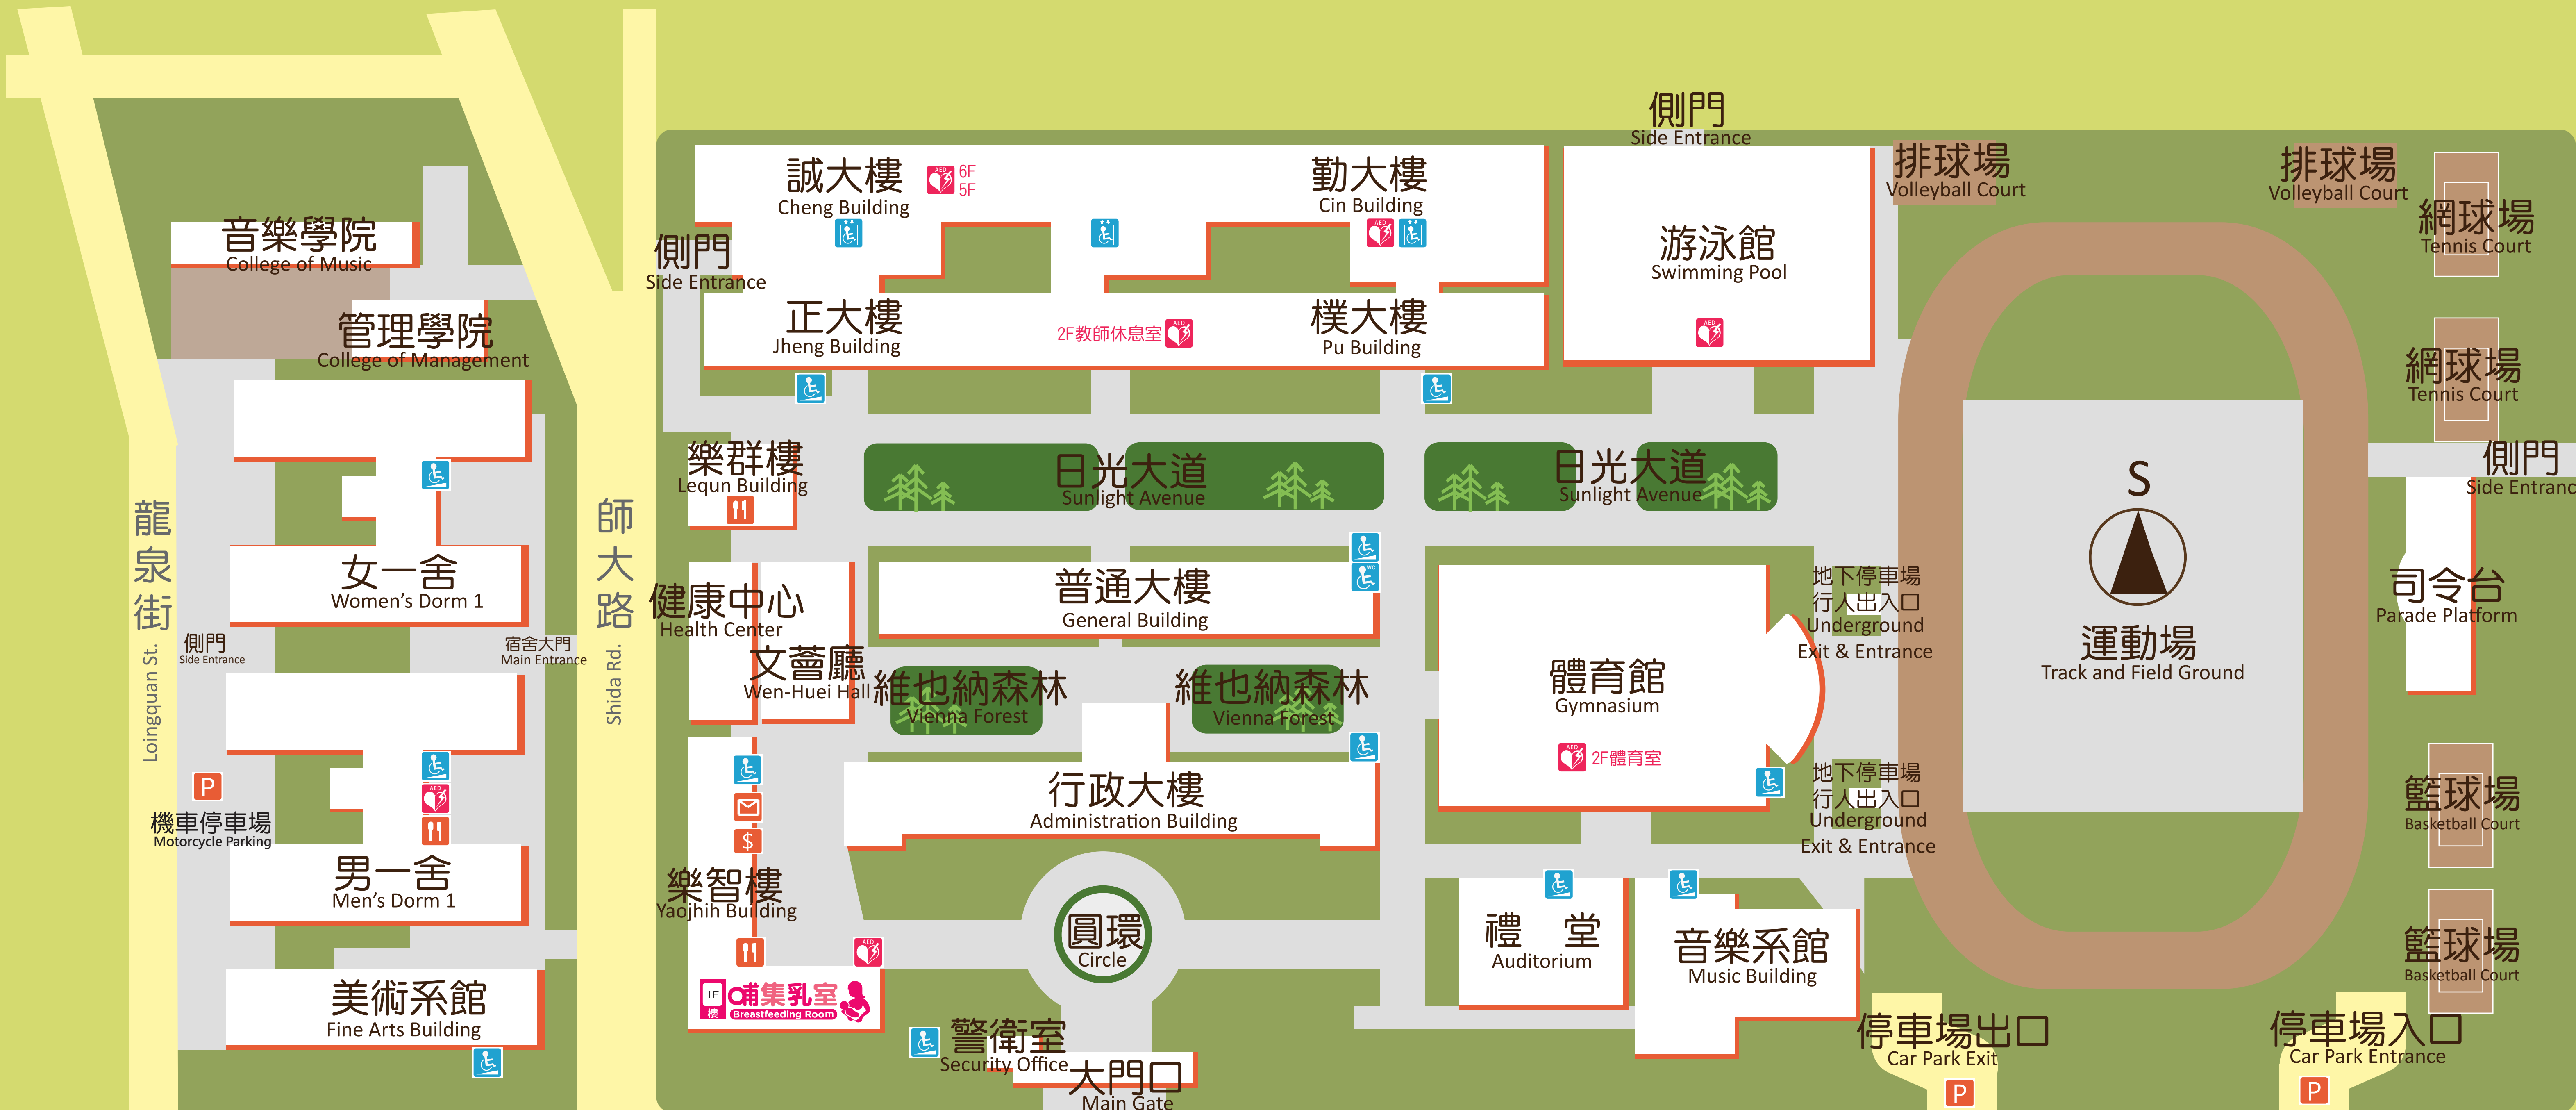 音樂學院
College of Music
管理學院
College of Management
女一舍
Women's Dorm 1
側門
Side Entrance
宿舍大門
Main Entrance
P
機車停車場
Motorcycle Parking
男一舍
Men's Dorm 1
美術系館
Fine Arts Building
龍泉街
Loingquan St.
師大路
Shida Rd.
誠大樓
Cheng Building
AED
6F
5F
勤大樓
Cin Building
AED
側門
Side Entrance
正大樓
Jheng Building
2F教師休息室
AED
樸大樓
Pu Building
側門
Side Entrance
游泳館
Swimming Pool
AED
排球場
Volleyball Court
排球場
Volleyball Court
網球場
Tennis Court
網球場
Tennis Court
側門
Side Entranc
樂群樓
Lequn Building
日光大道
Sunlight Avenue
日光大道
Sunlight Avenue
健康中心
Health Center
文薈廳
Wen-Huei Hall
普通大樓
General Building
WC
維也納森林
Vienna Forest
維也納森林
Vienna Forest
行政大樓
Administration Building
$
樂智樓
Yaojhih Building
AED
AED
1F
樓
哺集乳室
Breastfeeding Room
圓環
Circle
警衛室
Security Office
大門口
Main Gate
體育館
Gymnasium
AED
2F體育室
地下停車場
行人出入口
Underground
Exit & Entrance
地下停車場
行人出入口
Underground
Exit & Entrance
禮 堂
Auditorium
音樂系館
Music Building
S
運動場
Track and Field Ground
司令台
Parade Platform
籃球場
Basketball Court
籃球場
Basketball Court
停車場出口
Car Park Exit
P
停車場入口
Car Park Entrance
P